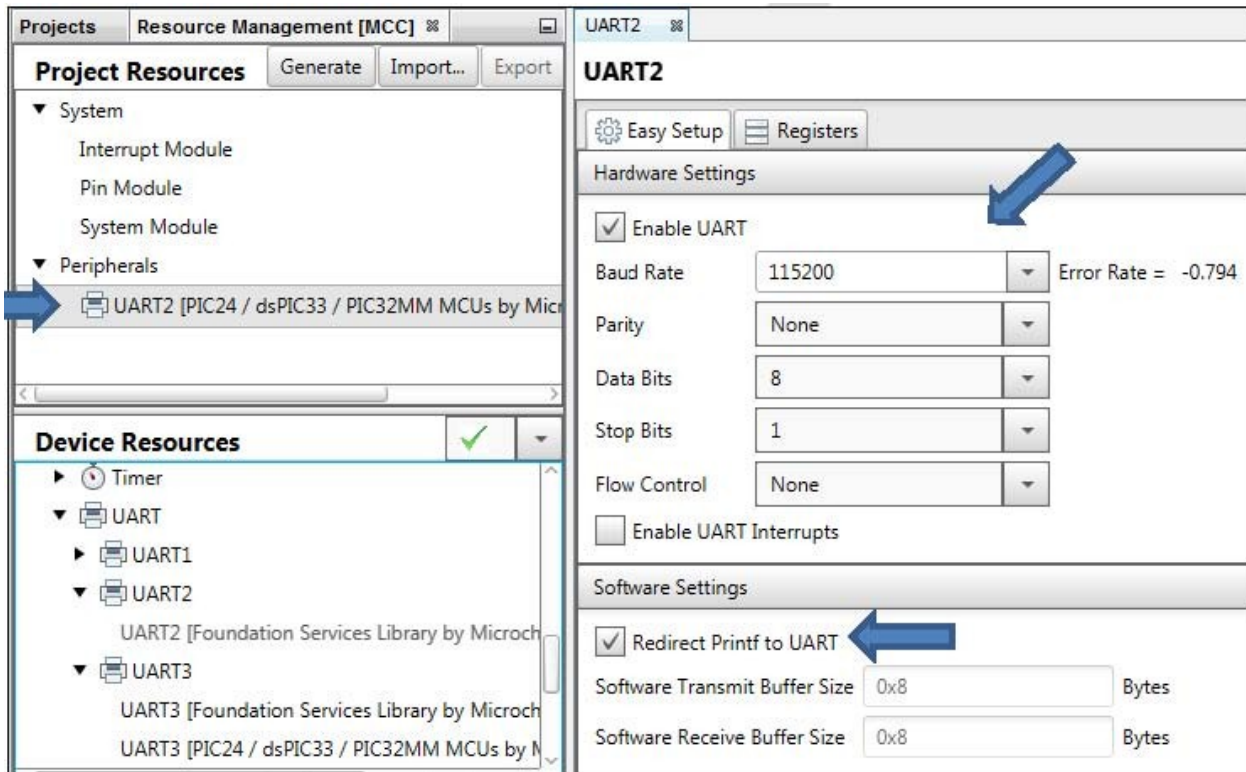 Projects
Resource Management [MCC]
Project Resources
Generate
Import...
Export
System
Interrupt Module
Pin Module
System Module
Peripherals
UART2 [PIC24 / dsPIC33 / PIC32MM MCUs by Micr
Device Resources
Timer
UART
UART1
UART2
UART2 [Foundation Services Library by Microch
UART3
UART3 [Foundation Services Library by Microch
UART3 [PIC24 / dsPIC33 / PIC32MM MCUs by M
UART2
UART2
Easy Setup
Registers
Hardware Settings
Enable UART
Baud Rate 115200 Error Rate = -0.794
Parity None
Data Bits 8
Stop Bits 1
Flow Control None
Enable UART Interrupts
Software Settings
Redirect Printf to UART
Software Transmit Buffer Size 0x8 Bytes
Software Receive Buffer Size 0x8 Bytes